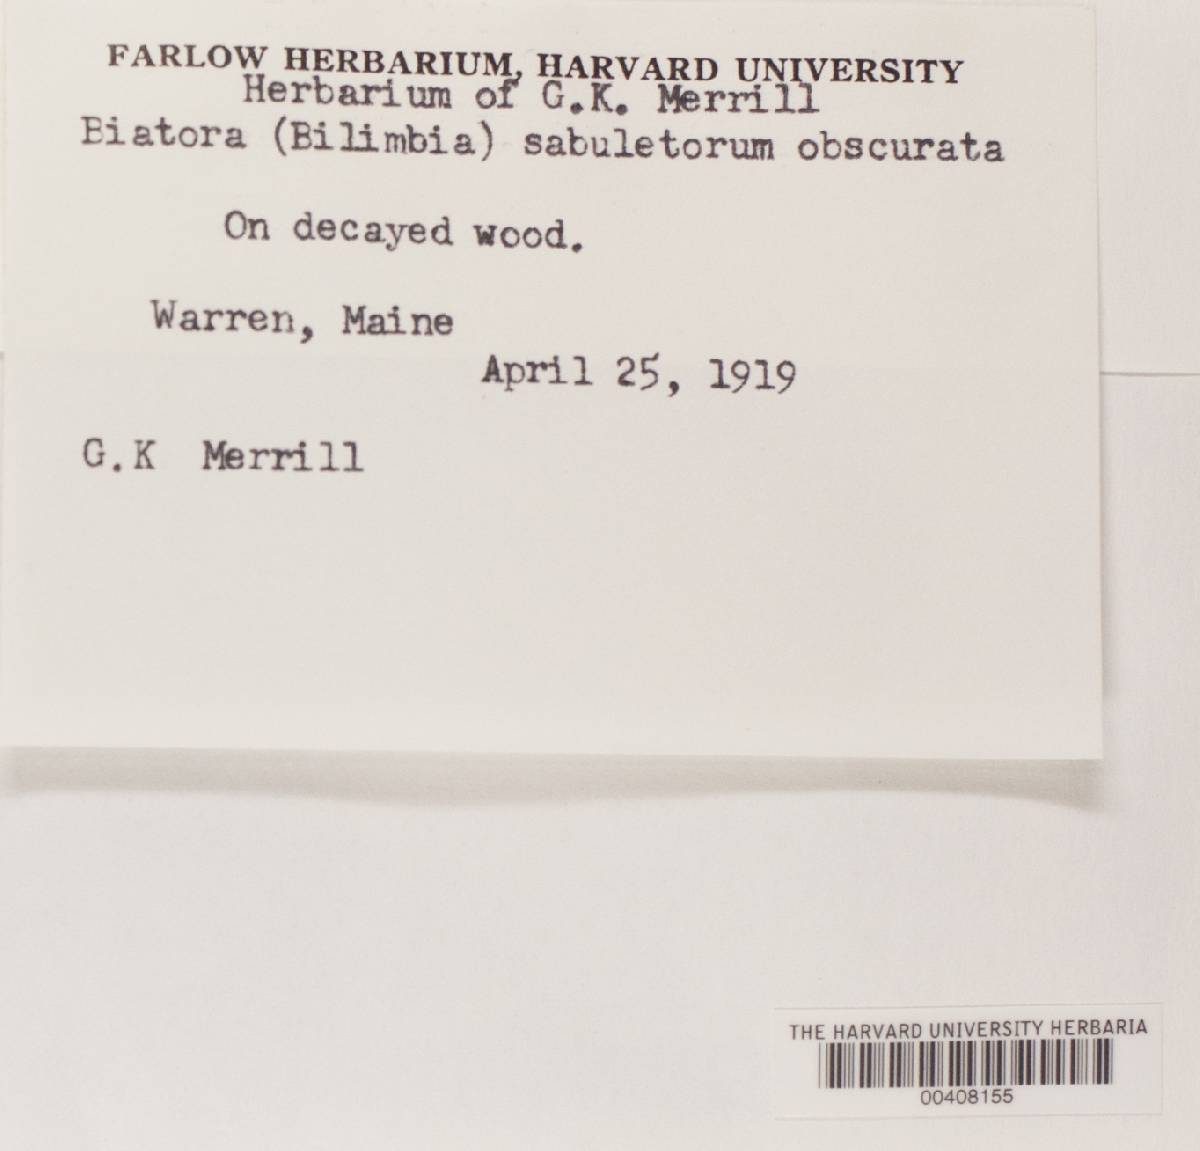 FARLOW HERBARIUM, HARVARD UNIVERSITY
Herbarium of G.K. Merrill
Biatora (Bilimbia) sabuletorum obscurata
On decayed wood.
Warren, Maine
April 25, 1919
G.K Merrill
THE HARVARD UNIVERSITY HERBARIA
00408155